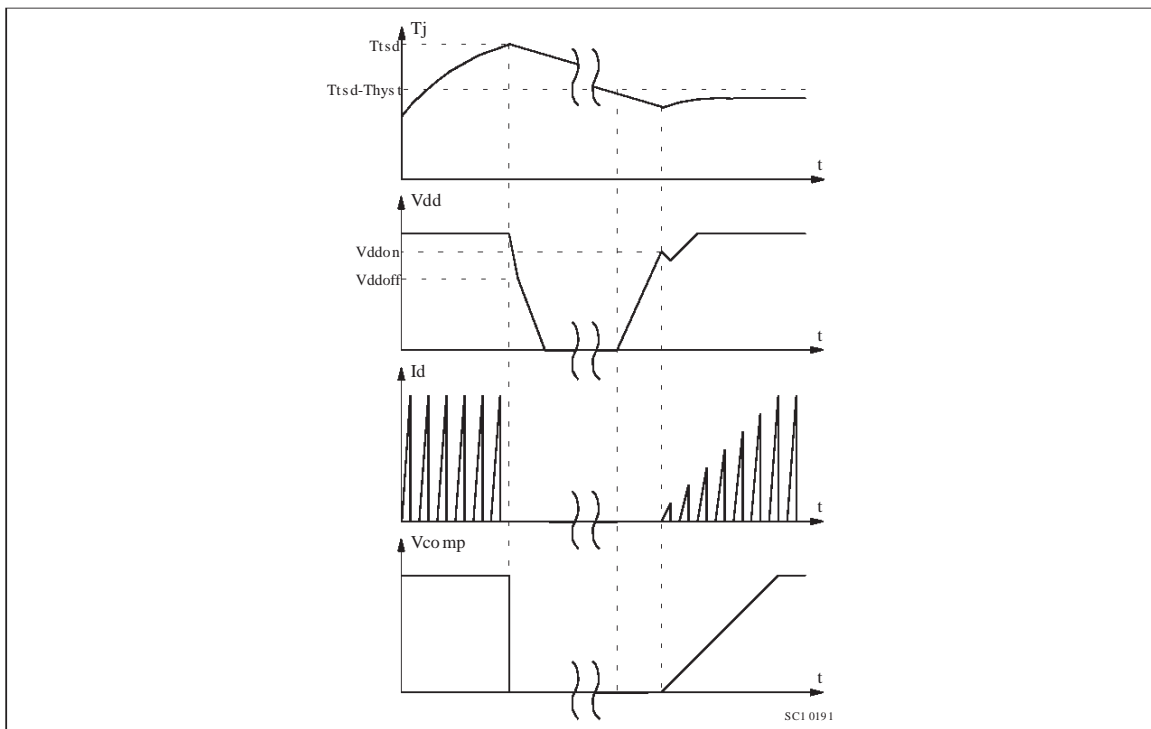 Tj
Ttsd
Ttsd-Thyst
t
Vdd
Vddon
Vddoff
t
Id
t
Vcomp
t
SC10191